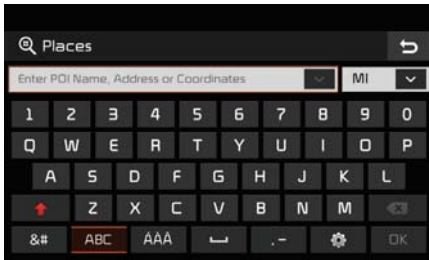 Places
Enter POI Name, Address or Coordinates MI
1 2 3 4 5 6 7 8 9 0
Q W E R T Y U I O P
A S D F G H J K L
Z X C V B N M
&# ABC ÁÀÂ .- OK